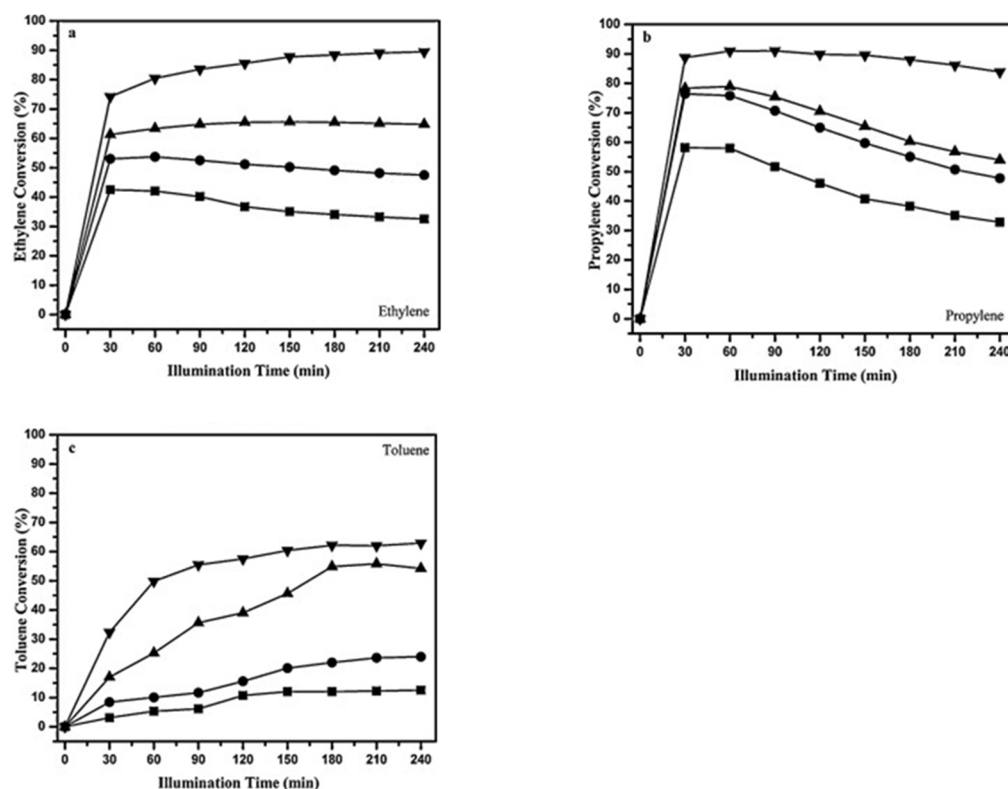 a
100
90
80
70
60
50
40
30
20
10
0
Ethylene Conversion (%)
Ethylene
0 30 60 90 120 150 180 210 240
Illumination Time (min)
b
100
90
80
70
60
50
40
30
20
10
0
Propylene Conversion (%)
Propylene
0 30 60 90 120 150 180 210 240
Illumination Time (min)
c
Toluene
100
90
80
70
60
50
40
30
20
10
0
Toluene Conversion (%)
0 30 60 90 120 150 180 210 240
Illumination Time (min)